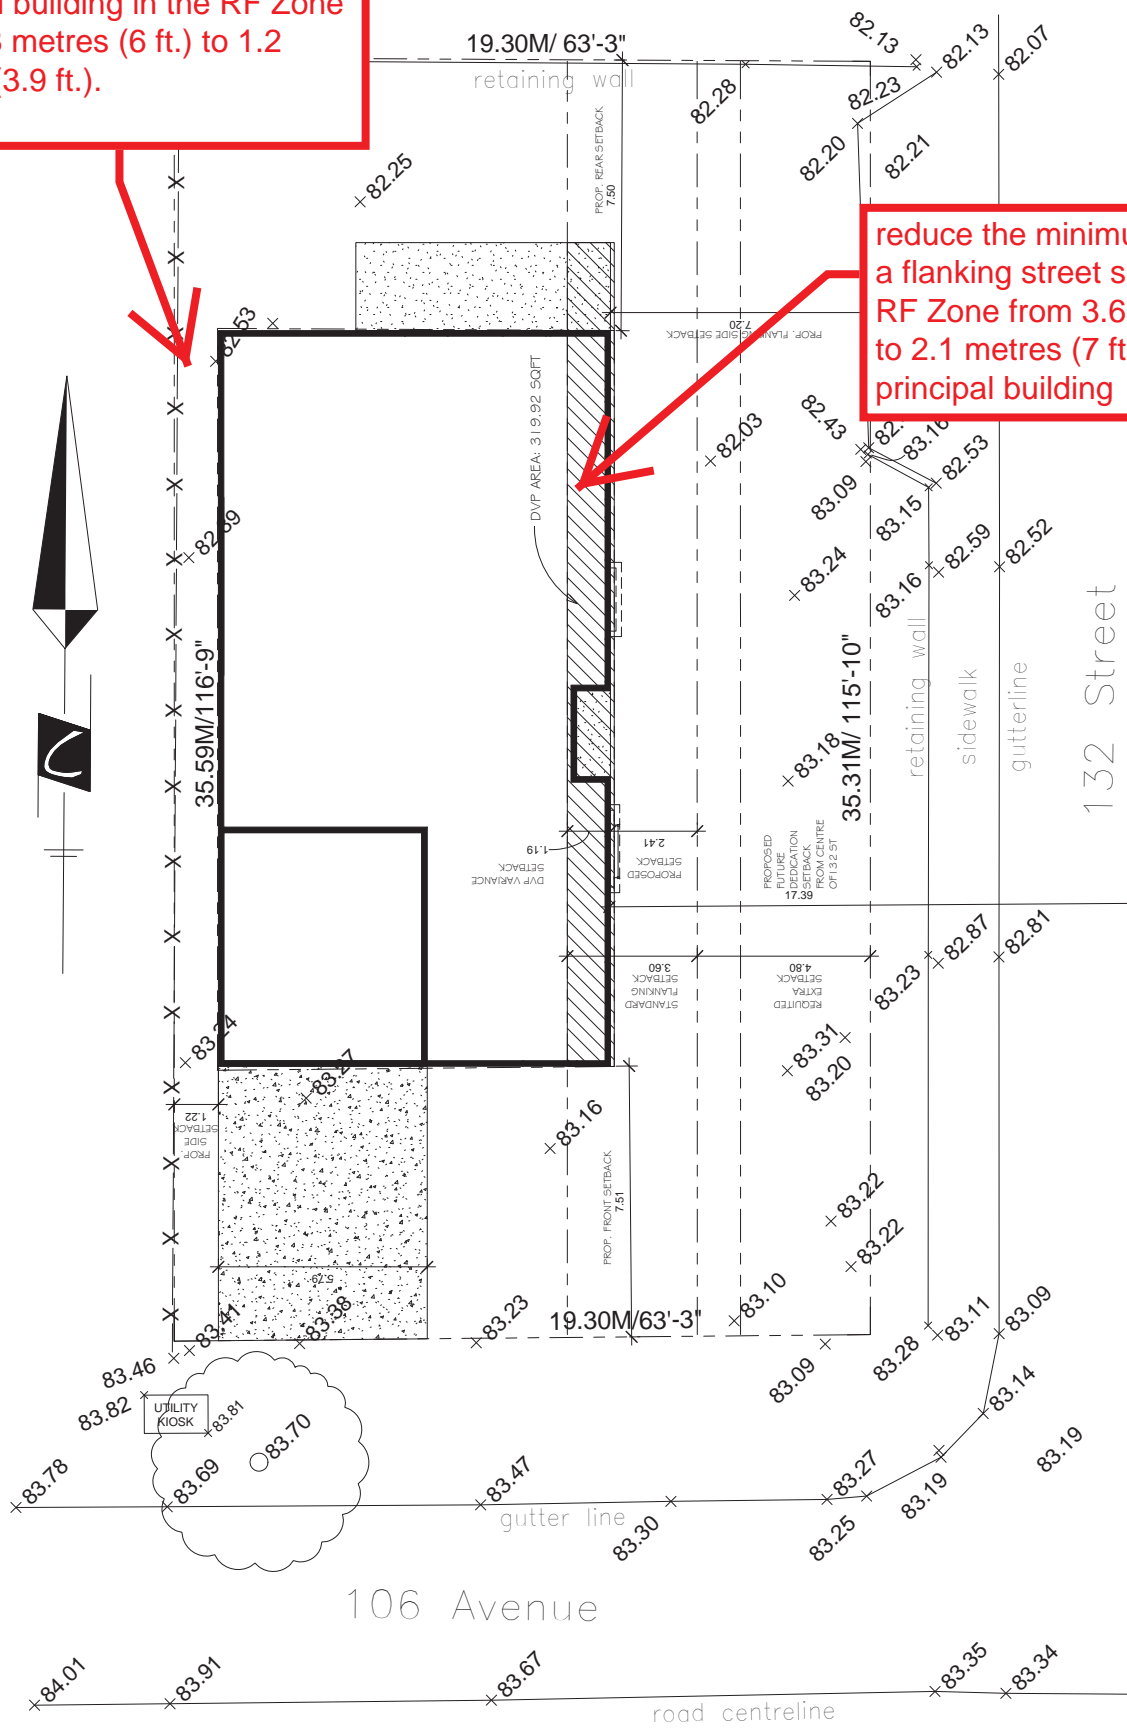 building in the RF Zone
metres (6 ft.) to 1.2
(3.9 ft.).
19.30M/ 63'-3"
retaining wall
82.13
82.13
82.07
82.28
82.23
82.20
82.21
82.25
PROP. REAR SETBACK
7.50
reduce the
a flanking street
RF Zone from 3.6
to 2.1 metres (7
principal building
82.53
7.20
PROP. FLANKING SIDE SETBACK
DVP AREA: 319.92 SQFT
82.03
82.43
83.16
82.53
83.09
83.15
82.59
82.52
83.24
83.16
35.59M/116'-9"
35.31M/ 115'-10"
retaining wall
sidewalk
gutterline
132 Street
83.18
1.19
DVP VARIANCE
SETBACK
2.41
PROPOSED
SETBACK
PROPOSED
FUTURE
DEDICATION
SETBACK
FROM CENTRE
OF132 ST
17.39
82.87
82.81
83.23
STANDARD
FLANKING
SETBACK
3.60
REQUITED
EXTRA
SETBACK
4.80
83.24
83.27
83.31
83.20
83.16
PROP.
SIDE
SETBACK
1.22
PROP. FRONT SETBACK
7.51
83.22
83.22
5.79
83.41
83.38
83.23
19.30M/63'-3"
83.10
83.09
83.11
83.09
83.28
83.46
83.82
UTILITY
KIOSK
83.81
83.70
83.14
83.78
83.69
83.47
83.27
83.19
83.19
gutter line
83.30
83.25
106 Avenue
84.01
83.91
83.67
83.35
83.34
road centreline